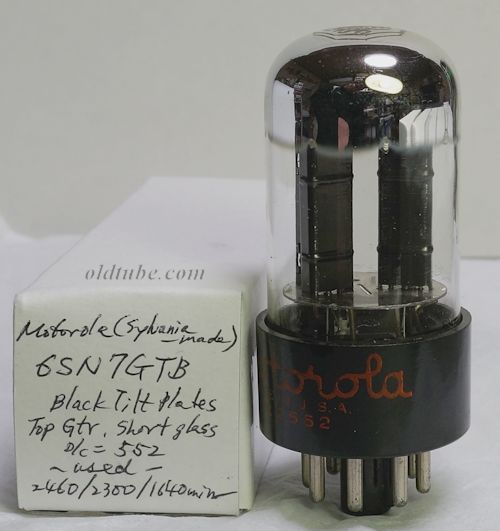 oldtube.com
Motorola (Sylvania
-made)
6SN7GTB
Black Tilt Plates
Top Gtr, Short glass
D/C = 552
- used -
2460/2300/1640min
torola
U.S.A.
552